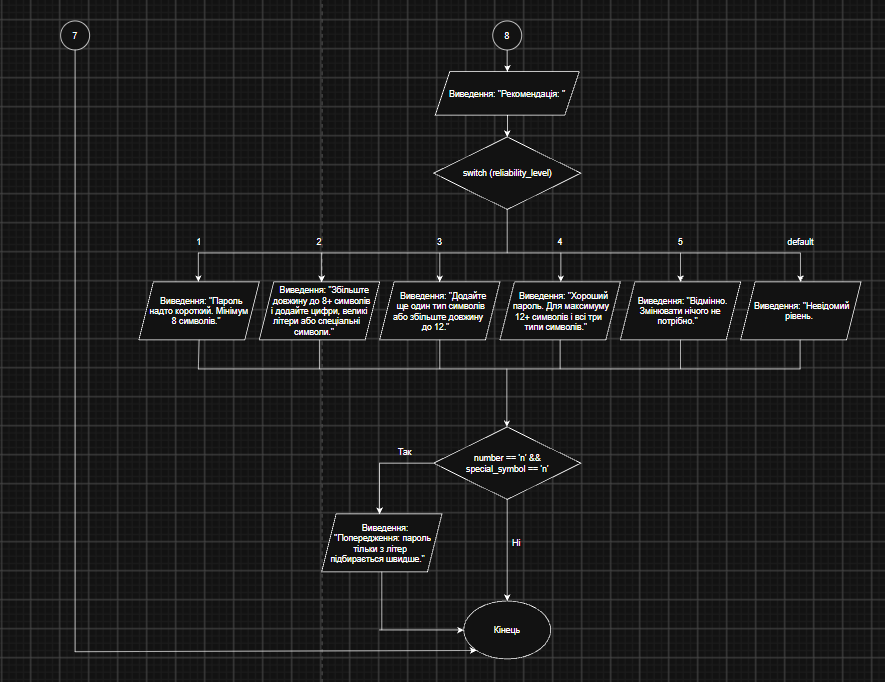 7
8
Виведення: "Рекомендація: "
switch (reliability_level)
1
2
3
4
5
default
Виведення: "Пароль
надто короткий. Мінімум
8 символів."
Виведення: "Збільште
довжину до 8+ символів
і додайте цифри, великі
літери або спеціальні
символи."
Виведення: "Додайте
ще один тип символів
або збільште довжину
до 12."
Виведення: "Хороший
пароль. Для максимуму
12+ символів і всі три
типи символів."
Виведення: "Відмінно.
Змінювати нічого не
потрібно."
Виведення: "Невідомий
рівень.
Так
number == 'n' &&
special_symbol == 'n'
Виведення:
"Попередження: пароль
тільки з літер
підбирається швидше."
Ні
Кінець